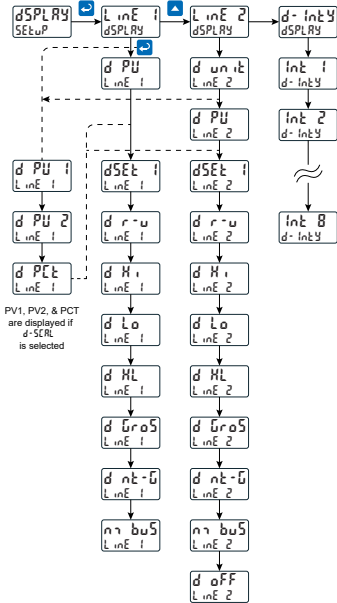 dSPLAY
SEtuP
LinE 1
dSPLAY
LinE 2
dSPLAY
d-IntY
dSPLAY
d PU
LinE 1
d unit
LinE 2
Int 1
d-IntY
d PU
LinE 2
Int 2
d-IntY
d PU 1
LinE 1
dSEt 1
LinE 1
dSEt 1
LinE 2
d PU 2
LinE 1
d r-u
LinE 1
d r-u
LinE 2
Int 8
d-IntY
d PCt
LinE 1
d Hi
LinE 1
d Hi
LinE 2
PV1, PV2, & PCT
are displayed if
d-SCAL
is selected
d Lo
LinE 1
d Lo
LinE 2
d HL
LinE 1
d HL
LinE 2
d GroS
LinE 1
d GroS
LinE 2
d nt-G
LinE 1
d nt-G
LinE 2
m buS
LinE 1
m buS
LinE 2
d oFF
LinE 2